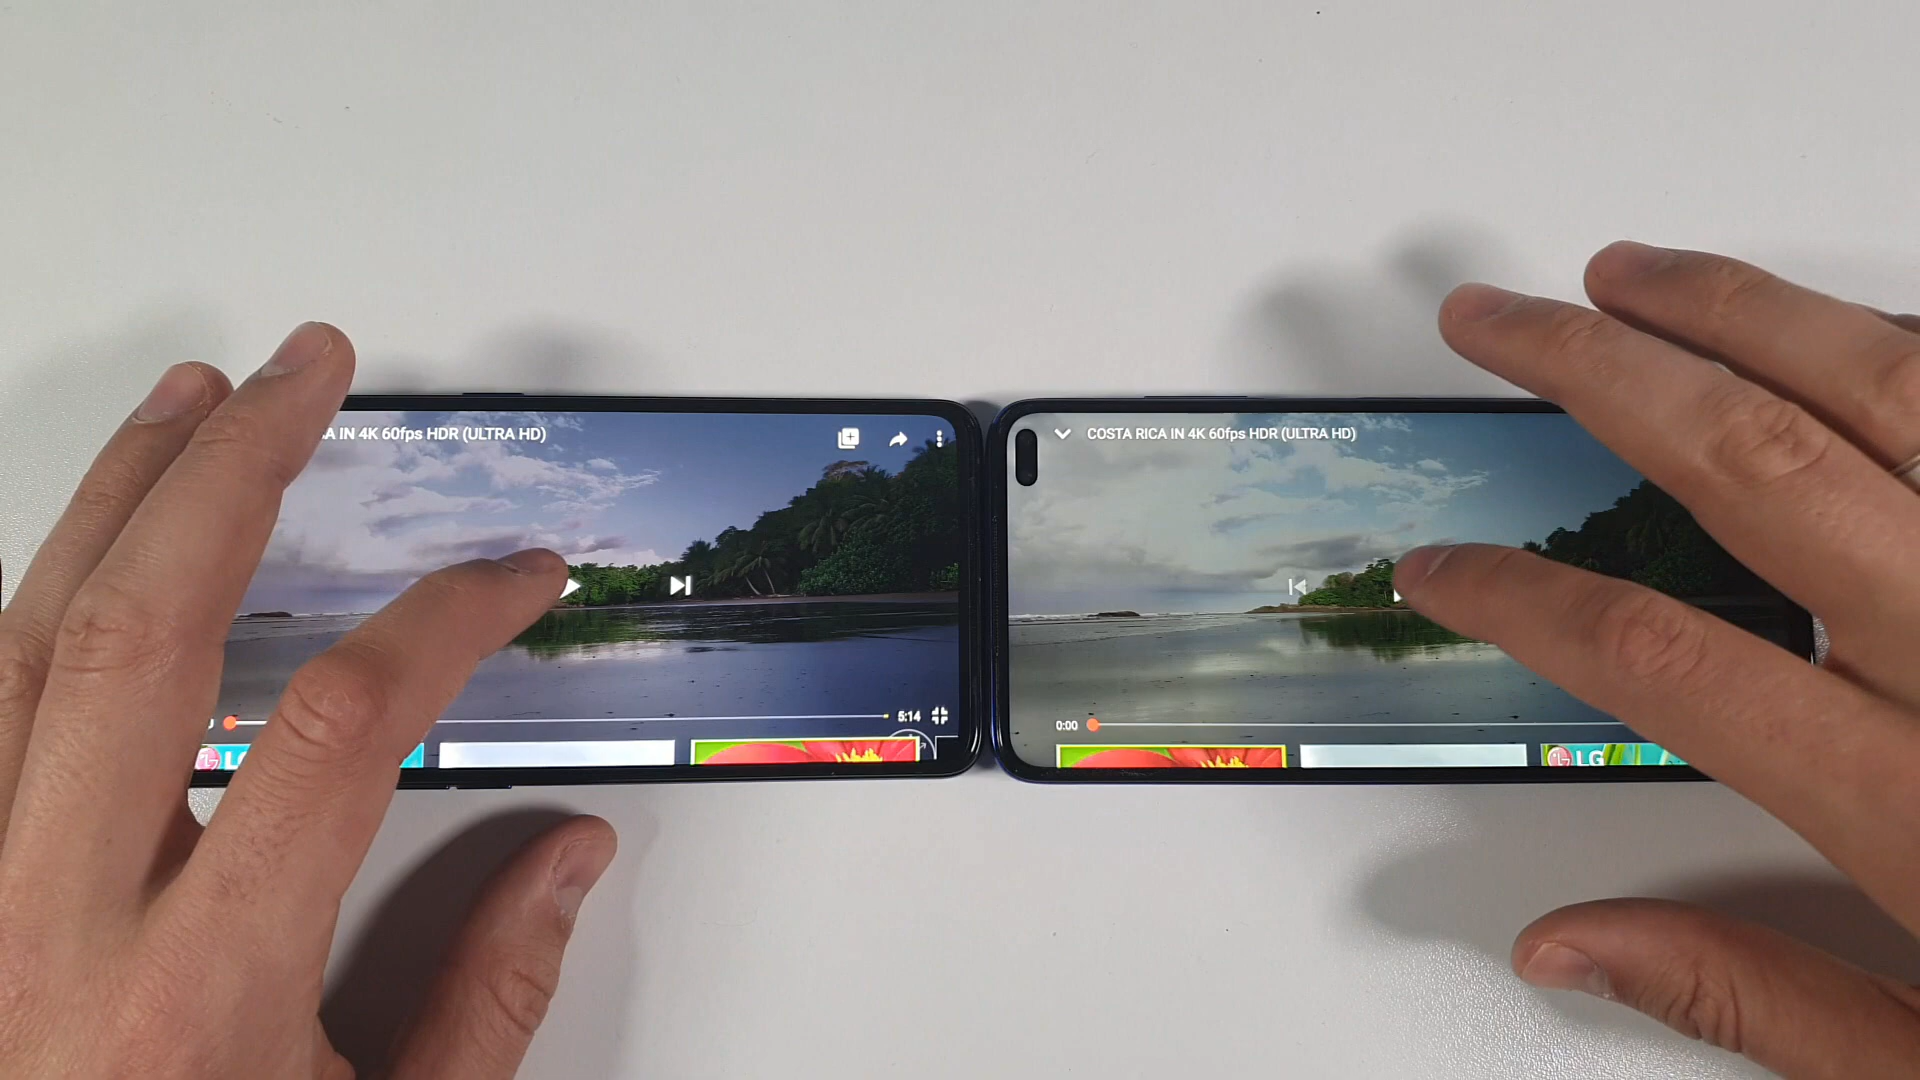 A IN 4K 60fps HDR (ULTRA HD)
5:14
LG
COSTA RICA IN 4K 60fps HDR (ULTRA HD)
0:00
LG